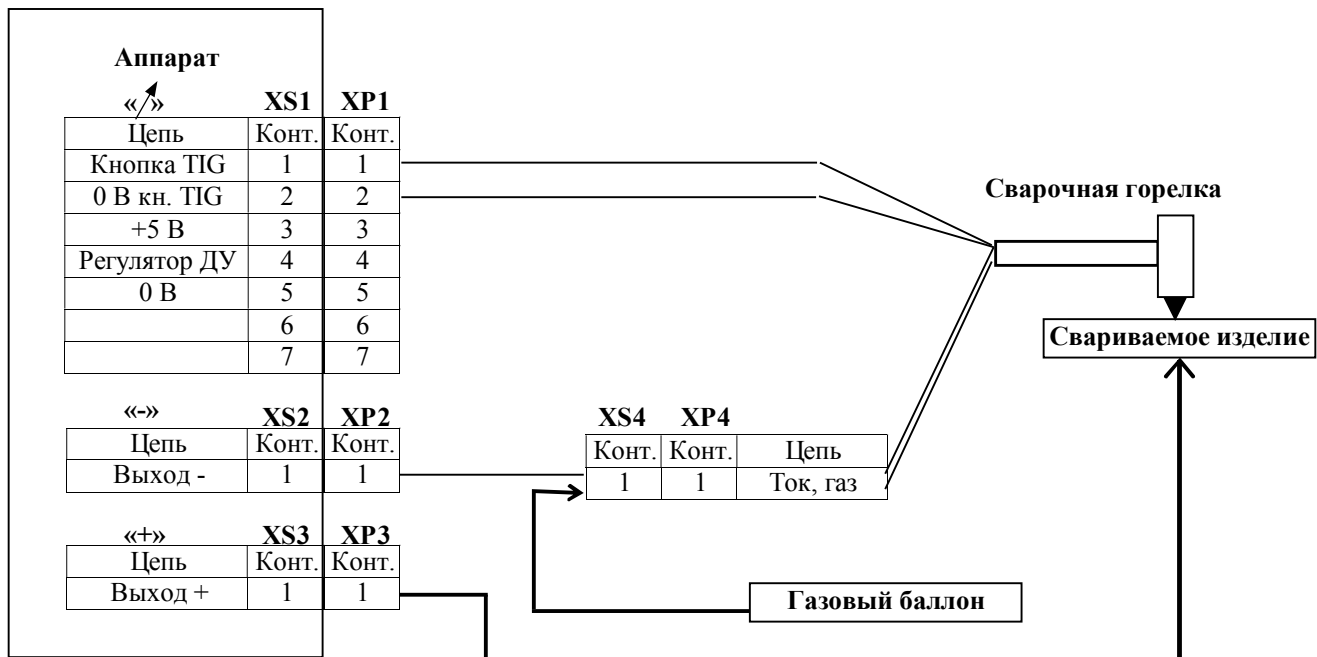 Аппарат
«/» XS1 XP1
Цепь Конт. Конт.
Кнопка TIG 1 1
0 В кн. TIG 2 2
+5 В 3 3
Регулятор ДУ 4 4
0 В 5 5
6 6
7 7
Сварочная горелка
Свариваемое изделие
«-» XS2 XP2
Цепь Конт. Конт.
Выход - 1 1
XS4 XP4
Конт. Конт. Цепь
1 1 Ток, газ
«+» XS3 XP3
Цепь Конт. Конт.
Выход + 1 1
Газовый баллон